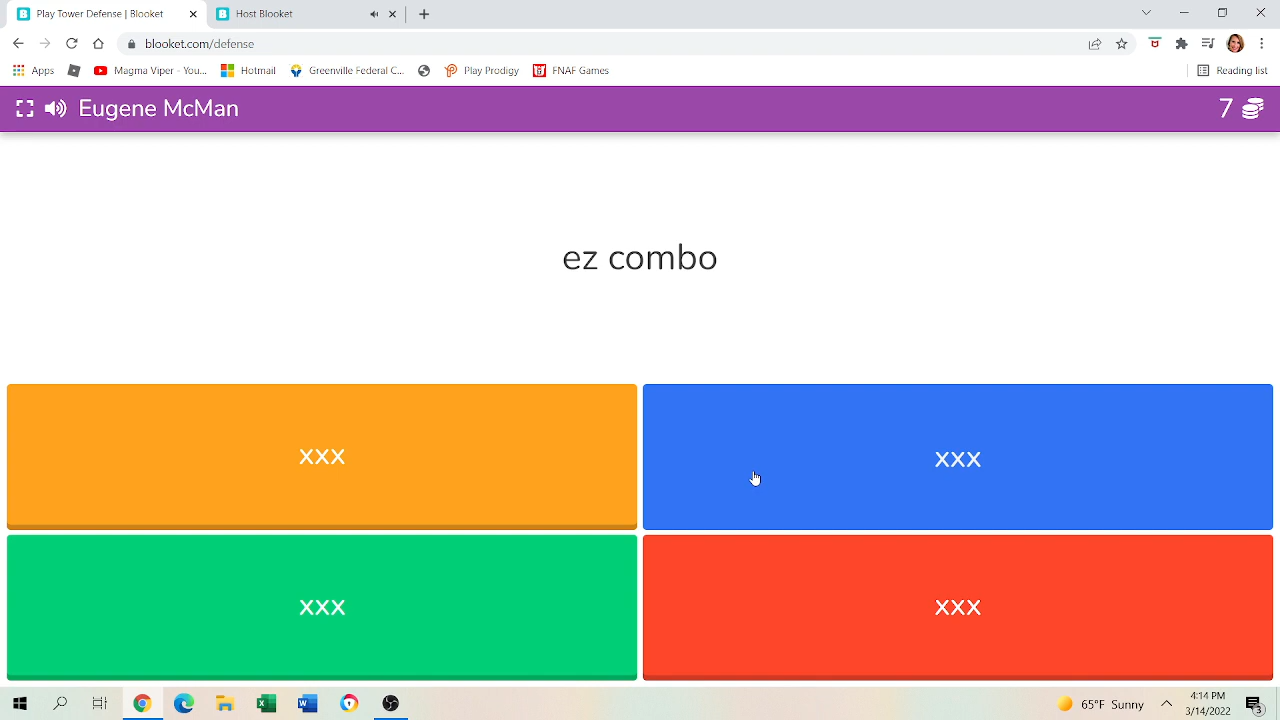 Play Tower Defense | Blooket
Host Blooket
blooket.com/defense
Apps
Magma Viper - You...
Hotmail
Greenville Federal C...
Play Prodigy
FNAF Games
Reading list
Eugene McMan
7
ez combo
xxx
xxx
xxx
xxx
65°F Sunny
4:14 PM
3/14/2022
3